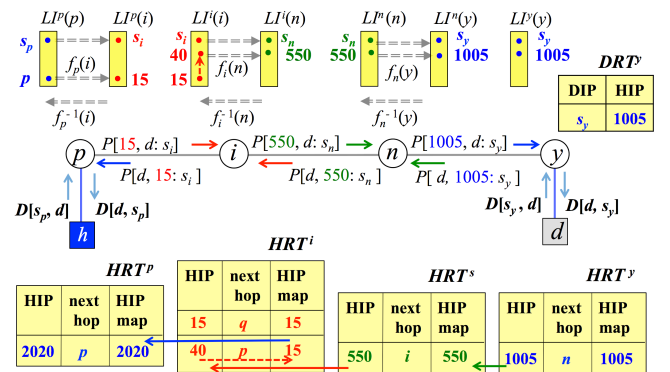 LI^p(p) LI^p(i) LI^i(i) LI^i(n) LI^n(n) LI^n(y) LI^y(y)
s_p s_i s_i s_n s_n s_y s_y
40 550 550 1005 1005
p f_p(i) 15 15 f_i(n) f_n(y)
f_p^-1(i) f_i^-1(n) f_n^-1(y)
DRT^y
DIP HIP
s_y 1005
P[15, d: s_i] P[550, d: s_n] P[1005, d: s_y]
p i n y
P[d, 15: s_i ] P[d, 550: s_n ] P[ d, 1005: s_y ]
D[s_p, d] D[d, s_p] D[s_y, d] D[d, s_y]
h d
HRT^p HRT^i HRT^s HRT^y
HIP next hop HIP map
2020 p 2020
HIP next hop HIP map
15 q 15
40 p 15
HIP next hop HIP map
550 i 550
HIP next hop HIP map
1005 n 1005